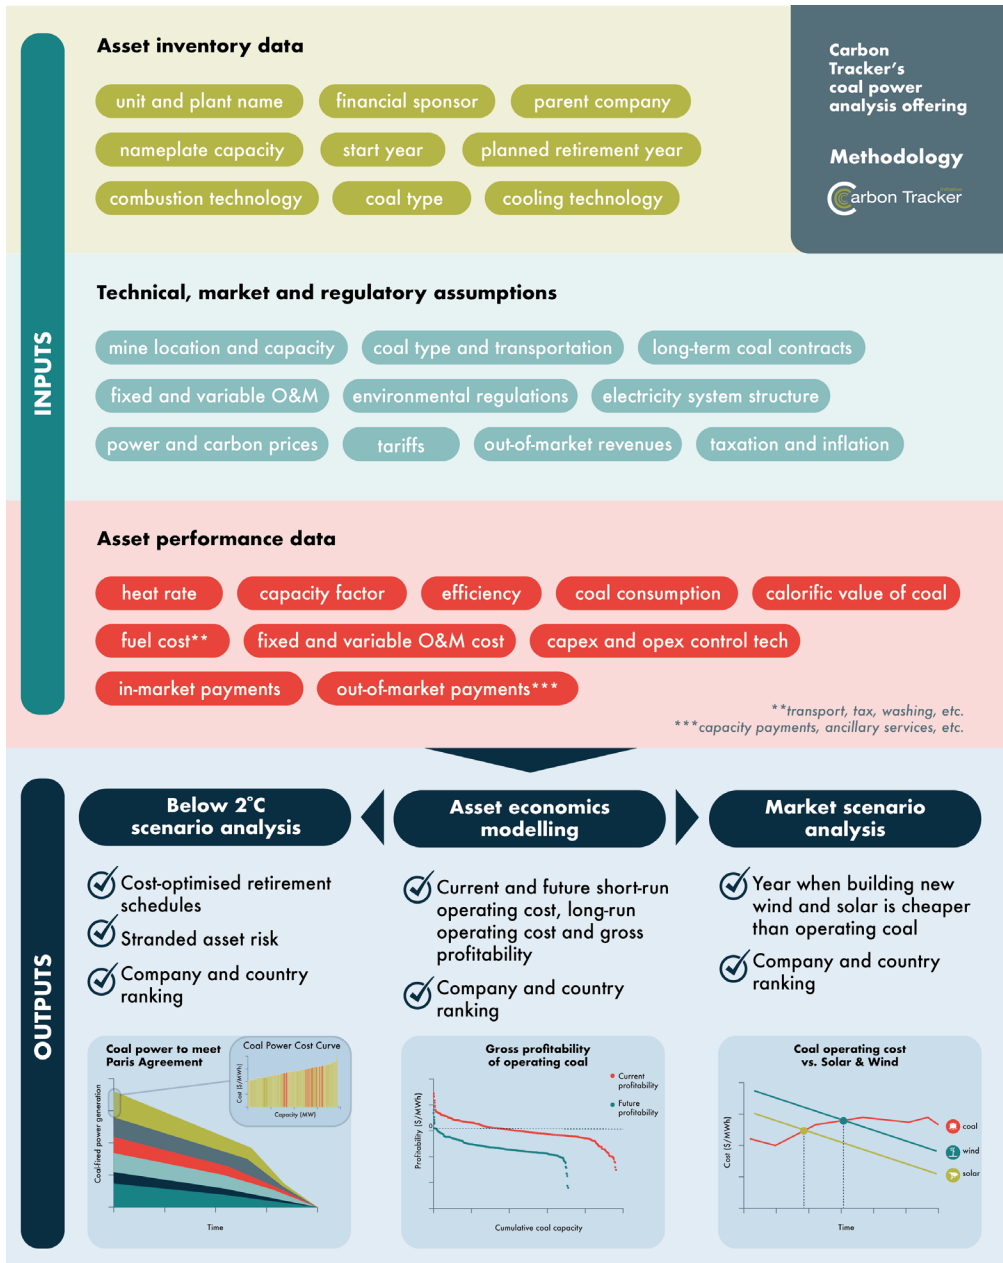 Asset inventory data
unit and plant name
financial sponsor
parent company
nameplate capacity
start year
planned retirement year
combustion technology
coal type
cooling technology
Carbon
Tracker's
coal power
analysis offering
Methodology
Carbon Tracker
INPUTS
Technical, market and regulatory assumptions
mine location and capacity
coal type and transportation
long-term coal contracts
fixed and variable O&M
environmental regulations
electricity system structure
power and carbon prices
tariffs
out-of-market revenues
taxation and inflation
Asset performance data
heat rate
capacity factor
efficiency
coal consumption
calorific value of coal
fuel cost**
fixed and variable O&M cost
capex and opex control tech
in-market payments
out-of-market payments***
**transport, tax, washing, etc.
***capacity payments, ancillary services, etc.
OUTPUTS
Below 2°C
scenario analysis
Cost-optimised retirement
schedules
Stranded asset risk
Company and country
ranking
Asset economics
modelling
Current and future short-run
operating cost, long-run
operating cost and gross
profitability
Company and country
ranking
Market scenario
analysis
Year when building new
wind and solar is cheaper
than operating coal
Company and country
ranking
Coal power to meet
Paris Agreement
Coal Power Cost Curve
Cost ($/MWh)
Capacity (MW)
Coal-fired power generation
Time
Gross profitability
of operating coal
Current
profitability
Future
profitability
Profitability ($/MWh)
0
Cumulative coal capacity
Coal operating cost
vs. Solar & Wind
Cost ($/MWh)
coal
wind
solar
Time